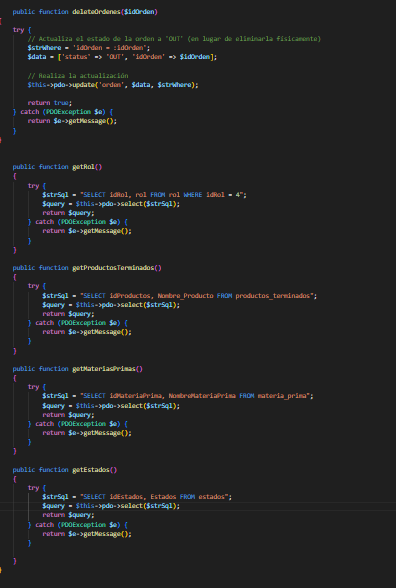 public function deleteOrdenes($idOrden)
try {
// Actualiza el estado de la orden a 'OUT' (en lugar de eliminarla físicamente)
$strWhere = 'idOrden = :idOrden';
$data = ['status' => 'OUT', 'idOrden' => $idOrden];
// Realiza la actualización
$this->pdo->update('orden', $data, $strWhere);
return true;
} catch (PDOException $e) {
return $e->getMessage();
}
public function getRol()
{
try {
$strSql = "SELECT idRol, rol FROM rol WHERE idRol = 4";
$query = $this->pdo->select($strSql);
return $query;
} catch (PDOException $e) {
return $e->getMessage();
}
}
public function getProductosTerminados()
{
try {
$strSql = "SELECT idProductos, Nombre_Producto FROM productos_terminados";
$query = $this->pdo->select($strSql);
return $query;
} catch (PDOException $e) {
return $e->getMessage();
}
}
public function getMateriasPrimas()
{
try {
$strSql = "SELECT idMateriaPrima, NombreMateriaPrima FROM materia_prima";
$query = $this->pdo->select($strSql);
return $query;
} catch (PDOException $e) {
return $e->getMessage();
}
}
public function getEstados()
{
try {
$strSql = "SELECT idEstados, Estados FROM estados";
$query = $this->pdo->select($strSql);
return $query;
} catch (PDOException $e) {
return $e->getMessage();
}
}